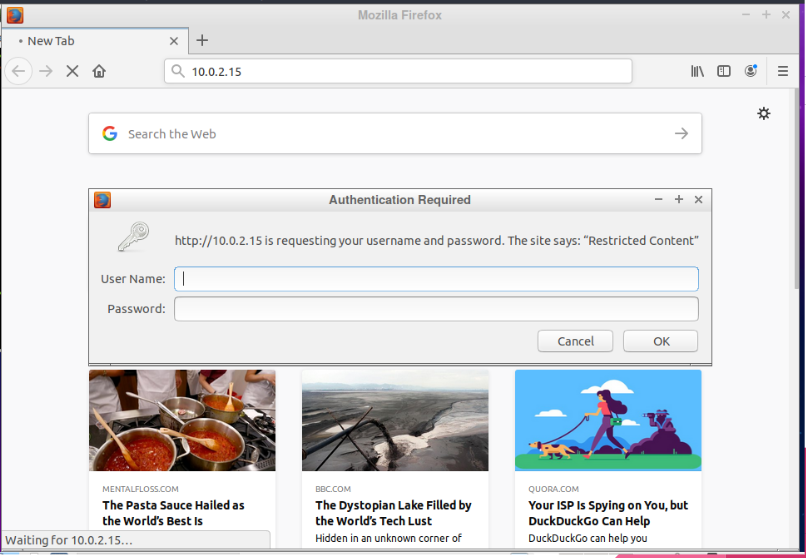 Mozilla Firefox
• New Tab
10.0.2.15
Search the Web
Authentication Required
http://10.0.2.15 is requesting your username and password. The site says: “Restricted Content”
User Name:
Password:
Cancel OK
MENTALFLOSS.COM
The Pasta Sauce Hailed as
the World’s Best Is
BBC.COM
The Dystopian Lake Filled by
the World’s Tech Lust
Hidden in an unknown corner of
QUORA.COM
Your ISP Is Spying on You, but
DuckDuckGo Can Help
DuckDuckGo can help you
Waiting for 10.0.2.15…